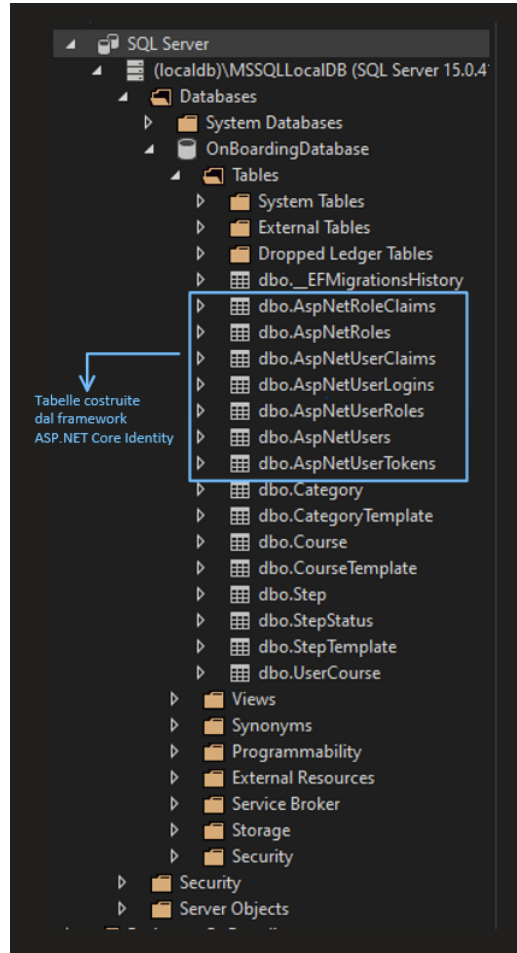 SQL Server
(localdb)\MSSQLLocalDB (SQL Server 15.0.4
Databases
System Databases
OnBoardingDatabase
Tables
System Tables
External Tables
Dropped Ledger Tables
dbo.__EFMigrationsHistory
dbo.AspNetRoleClaims
dbo.AspNetRoles
dbo.AspNetUserClaims
dbo.AspNetUserLogins
dbo.AspNetUserRoles
dbo.AspNetUsers
dbo.AspNetUserTokens
Tabelle costruite
dal framework
ASP.NET Core Identity
dbo.Category
dbo.CategoryTemplate
dbo.Course
dbo.CourseTemplate
dbo.Step
dbo.StepStatus
dbo.StepTemplate
dbo.UserCourse
Views
Synonyms
Programmability
External Resources
Service Broker
Storage
Security
Security
Server Objects